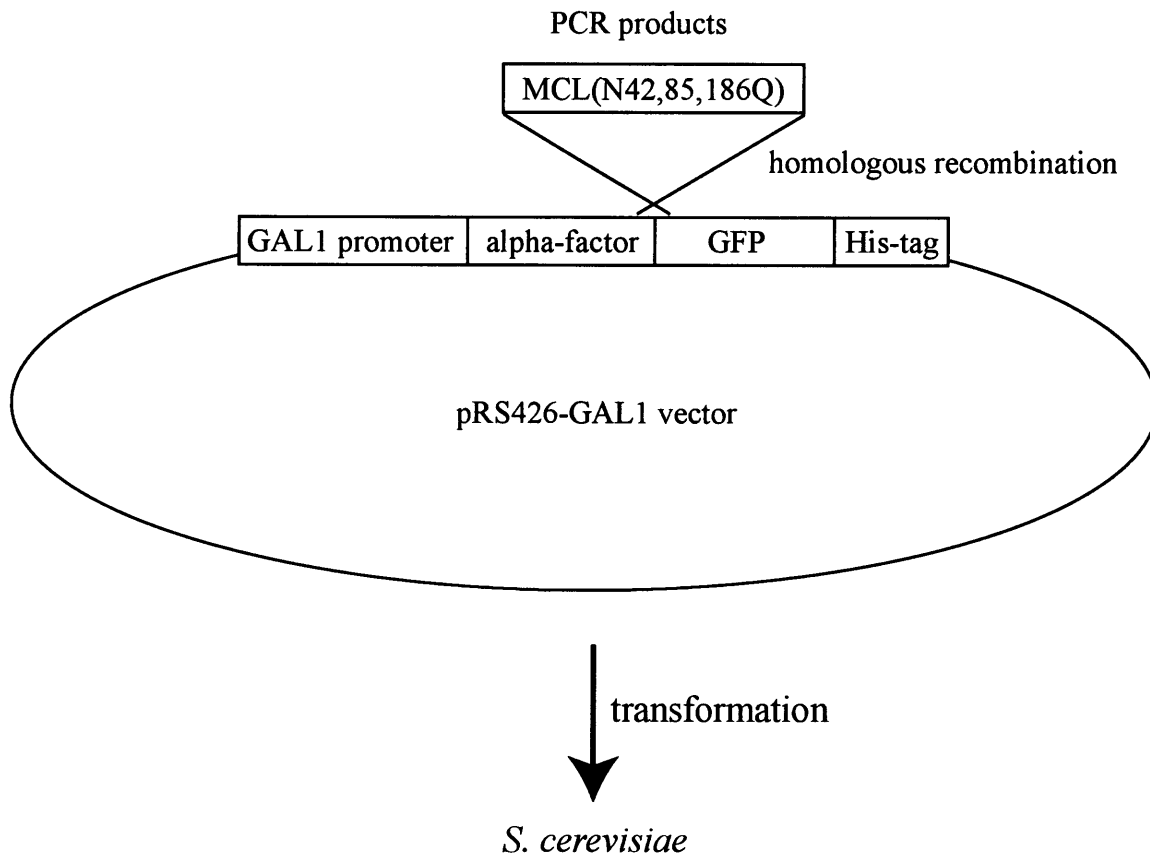 PCR products
MCL(N42,85,186Q)
homologous recombination
GAL1 promoter alpha-factor GFP His-tag
pRS426-GAL1 vector
transformation
S. cerevisiae